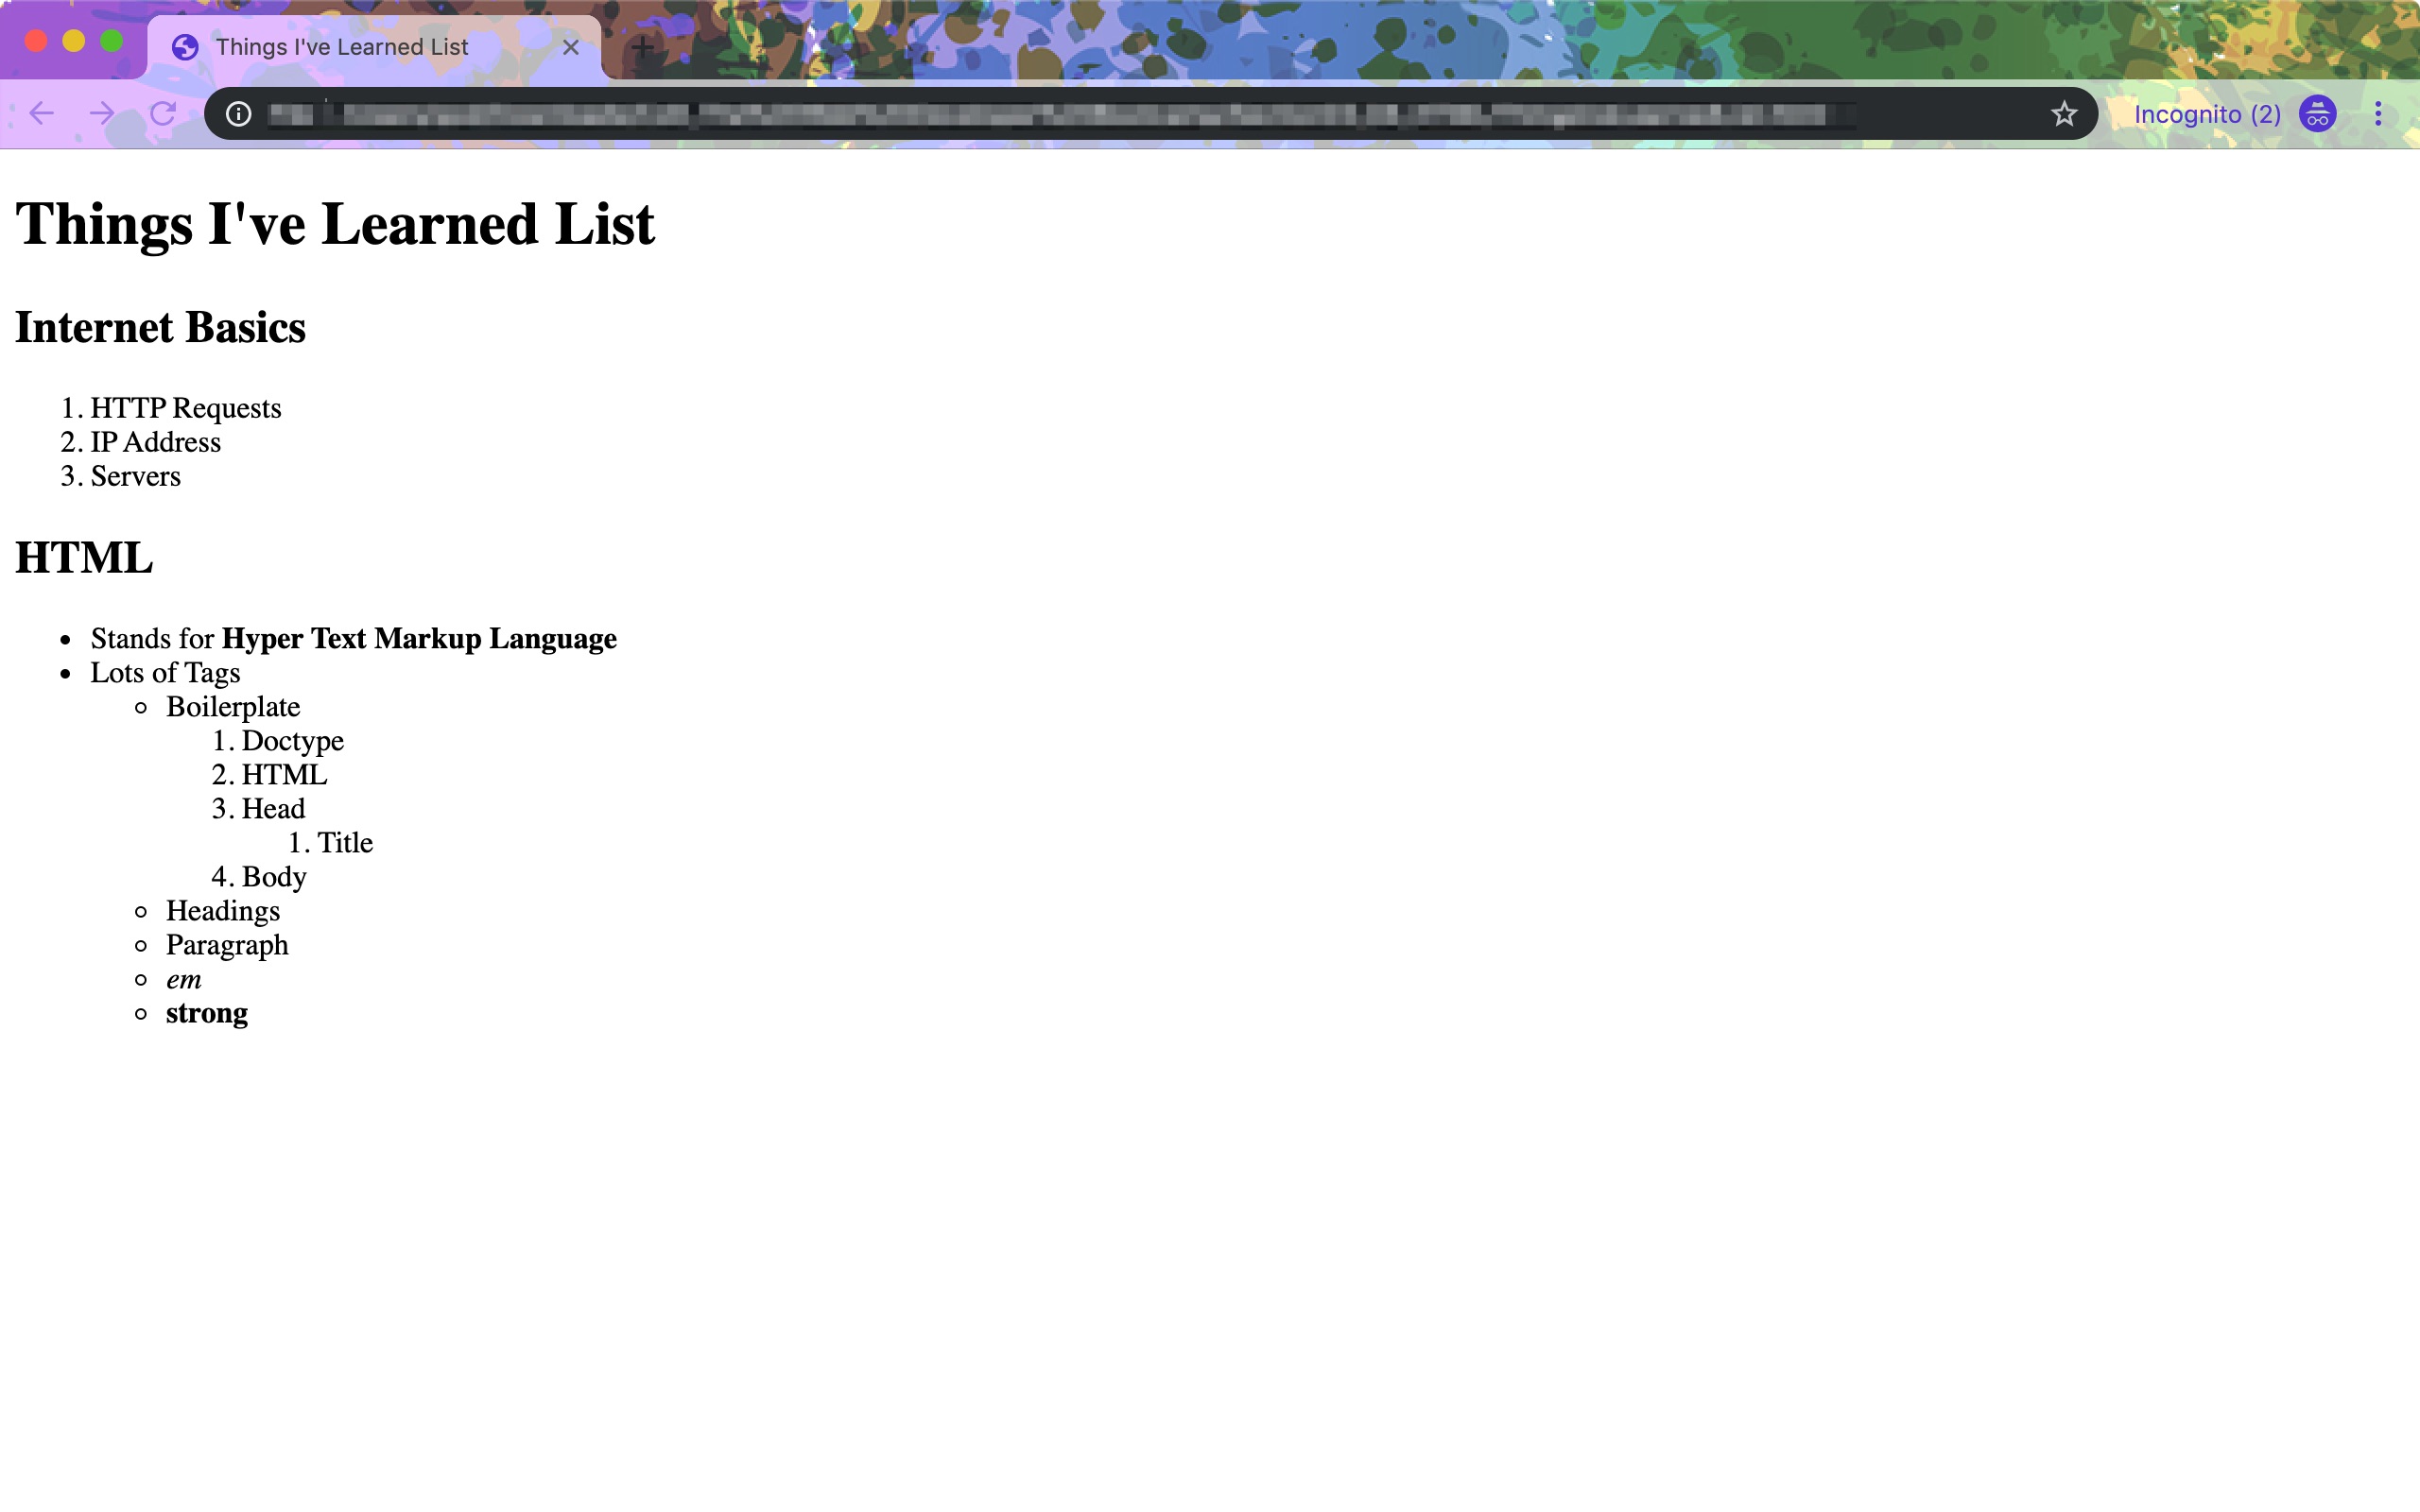 Things I've Learned List
Incognito (2)
Things I've Learned List
Internet Basics
1. HTTP Requests
2. IP Address
3. Servers
HTML
• Stands for Hyper Text Markup Language
• Lots of Tags
◦ Boilerplate
1. Doctype
2. HTML
3. Head
1. Title
4. Body
◦ Headings
◦ Paragraph
◦ em
◦ strong